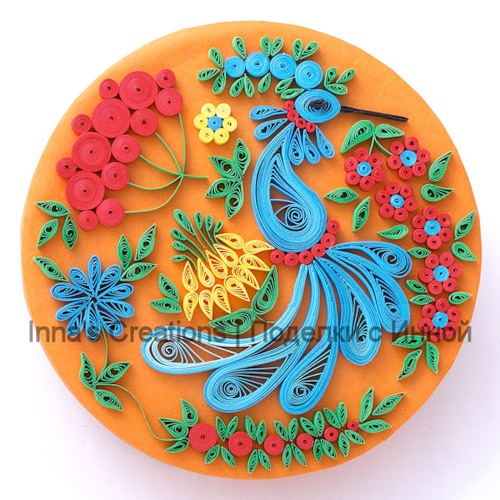 Inna's Creations | Поделки с Инной